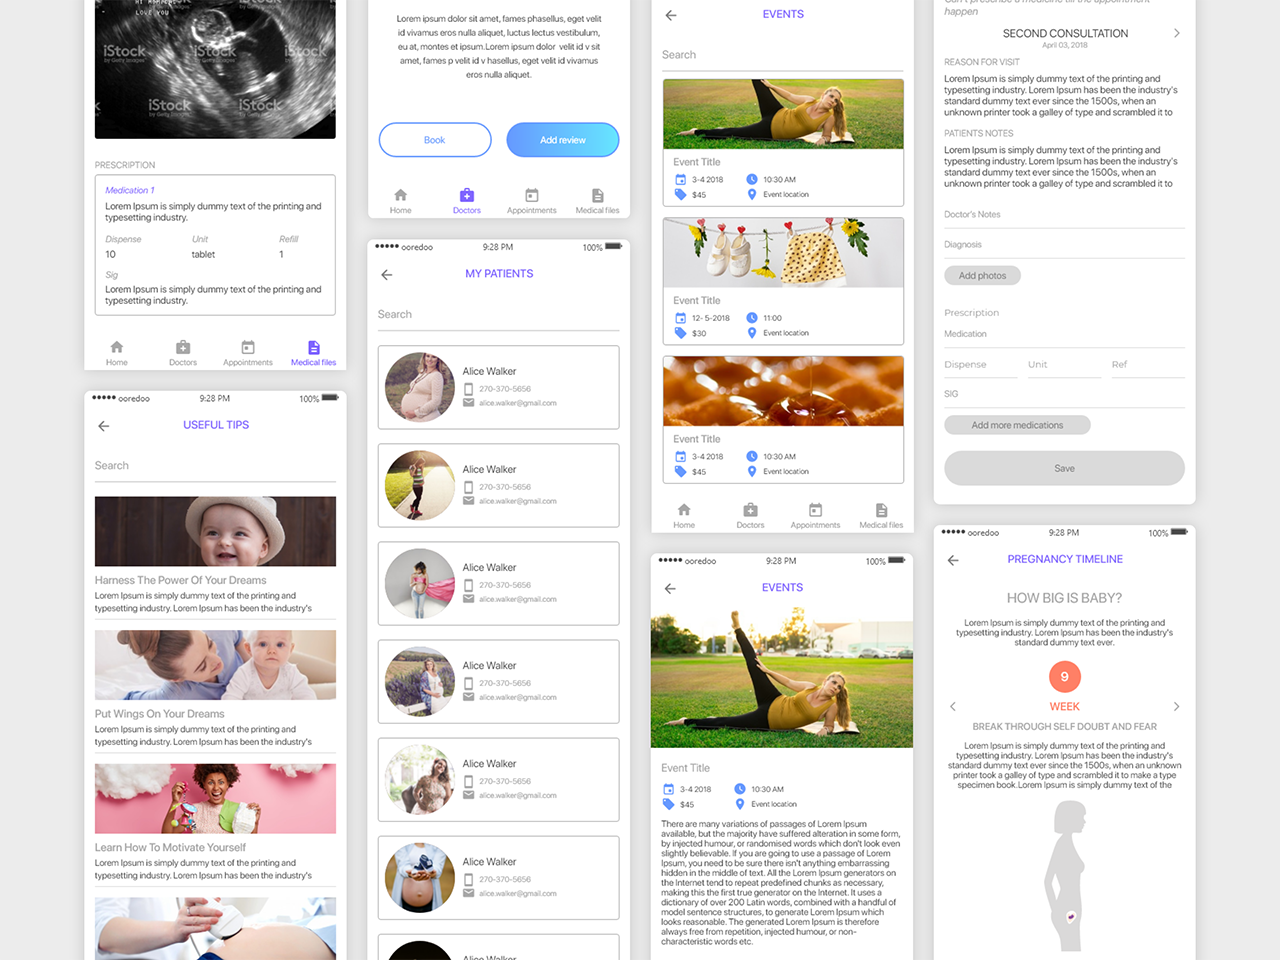 HI MOMMY
LOVE YOU
iStock
by Getty Images
iStock
iStock
by Getty Images
iStock
by Getty Images
PRESCRIPTION
Medication 1
Lorem Ipsum is simply dummy text of the printing and
typesetting industry.
Dispense Unit Refill
10 tablet 1
Sig
Lorem Ipsum is simply dummy text of the printing and
typesetting industry.
Home Doctors Appointments Medical files
ooredoo 9:28 PM 100%
USEFUL TIPS
Search
Harness The Power Of Your Dreams
Lorem Ipsum is simply dummy text of the printing and
typesetting industry. Lorem Ipsum has been the industry's
Put Wings On Your Dreams
Lorem Ipsum is simply dummy text of the printing and
typesetting industry. Lorem Ipsum has been the industry's
Learn How To Motivate Yourself
Lorem Ipsum is simply dummy text of the printing and
typesetting industry. Lorem Ipsum has been the industry's
Lorem ipsum dolor sit amet, fames phasellus, eget velit
id vivamus eros nulla aliquet, luctus lectus vestibulum,
eu at, montes et ipsum.Lorem ipsum dolor velit id v sit
amet, fames p velit id v hasellus, eget velit id vivamus
eros nulla aliquet.
Book Add review
Home Doctors Appointments Medical files
ooredoo 9:28 PM 100%
MY PATIENTS
Search
Alice Walker
270-370-5656
alice.walker@gmail.com
Alice Walker
270-370-5656
alice.walker@gmail.com
Alice Walker
270-370-5656
alice.walker@gmail.com
Alice Walker
270-370-5656
alice.walker@gmail.com
Alice Walker
270-370-5656
alice.walker@gmail.com
Alice Walker
270-370-5656
alice.walker@gmail.com
EVENTS
Search
Event Title
3-4 2018 10:30 AM
$45 Event location
Event Title
12- 5-2018 11:00
$30 Event location
Event Title
3-4 2018 10:30 AM
$45 Event location
Home Doctors Appointments Medical files
ooredoo 9:28 PM 100%
EVENTS
Event Title
3-4 2018 10:30 AM
$45 Event location
There are many variations of passages of Lorem Ipsum
available, but the majority have suffered alteration in some form,
by injected humour, or randomised words which don't look even
slightly believable. If you are going to use a passage of Lorem
Ipsum, you need to be sure there isn't anything embarrassing
hidden in the middle of text. All the Lorem Ipsum generators on
the Internet tend to repeat predefined chunks as necessary,
making this the first true generator on the Internet. It uses a
dictionary of over 200 Latin words, combined with a handful of
model sentence structures, to generate Lorem Ipsum which
looks reasonable. The generated Lorem Ipsum is therefore
always free from repetition, injected humour, or non-
characteristic words etc.
Can't prescribe a medicine till the appointment
happen
SECOND CONSULTATION
April 03, 2018
REASON FOR VISIT
Lorem Ipsum is simply dummy text of the printing and
typesetting industry. Lorem Ipsum has been the industry's
standard dummy text ever since the 1500s, when an
unknown printer took a galley of type and scrambled it to
PATIENTS NOTES
Lorem Ipsum is simply dummy text of the printing and
typesetting industry. Lorem Ipsum has been the industry's
standard dummy text ever since the 1500s, when an
unknown printer took a galley of type and scrambled it to
Doctor's Notes
Diagnosis
Add photos
Prescription
Medication
Dispense Unit Ref
SIG
Add more medications
Save
ooredoo 9:28 PM 100%
PREGNANCY TIMELINE
HOW BIG IS BABY?
Lorem Ipsum is simply dummy text of the printing and
typesetting industry. Lorem Ipsum has been the industry's
standard dummy text ever.
9
WEEK
BREAK THROUGH SELF DOUBT AND FEAR
Lorem Ipsum is simply dummy text of the printing and
typesetting industry. Lorem Ipsum has been the industry's
standard dummy text ever since the 1500s, when an unknown
printer took a galley of type and scrambled it to make a type
specimen book.Lorem Ipsum is simply dummy text of the